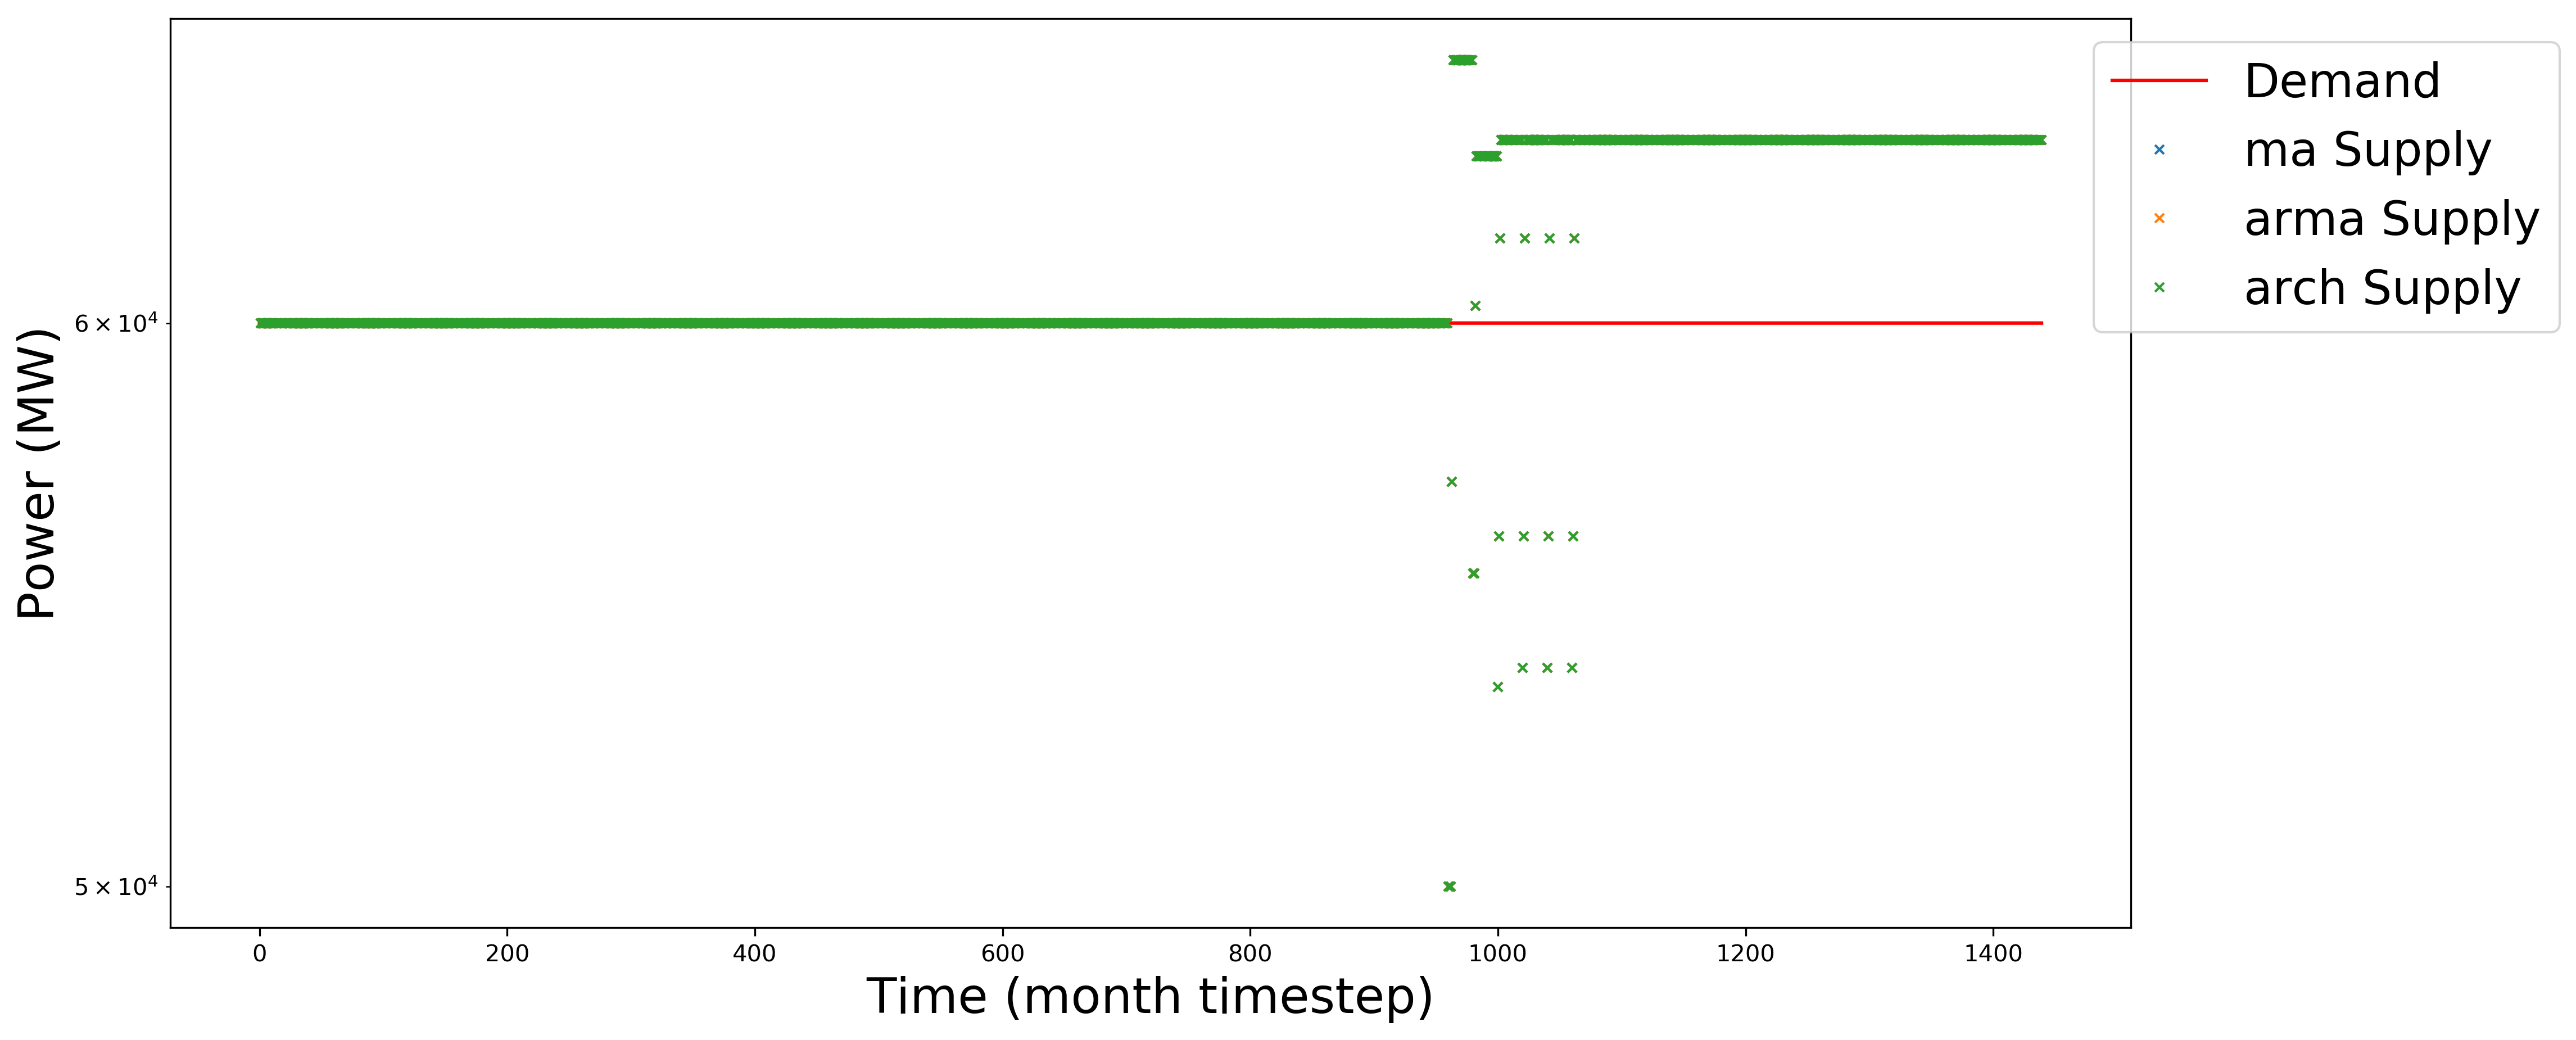 Demand
ma Supply
arma Supply
arch Supply
Power (MW)
6 × 10⁴
5 × 10⁴
0 200 400 600 800 1000 1200 1400
Time (month timestep)